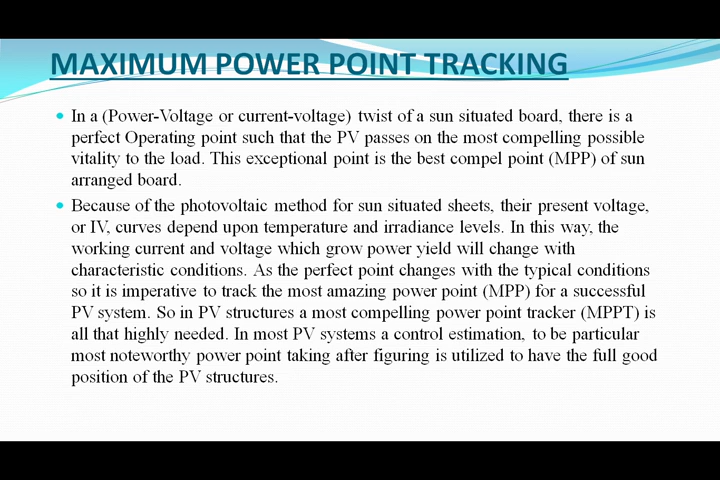 MAXIMUM POWER POINT TRACKING
In a (Power-Voltage or current-voltage) twist of a sun situated board, there is a
perfect Operating point such that the PV passes on the most compelling possible
vitality to the load. This exceptional point is the best compel point (MPP) of sun
arranged board.
Because of the photovoltaic method for sun situated sheets, their present voltage,
or IV, curves depend upon temperature and irradiance levels. In this way, the
working current and voltage which grow power yield will change with
characteristic conditions. As the perfect point changes with the typical conditions
so it is imperative to track the most amazing power point (MPP) for a successful
PV system. So in PV structures a most compelling power point tracker (MPPT) is
all that highly needed. In most PV systems a control estimation, to be particular
most noteworthy power point taking after figuring is utilized to have the full good
position of the PV structures.